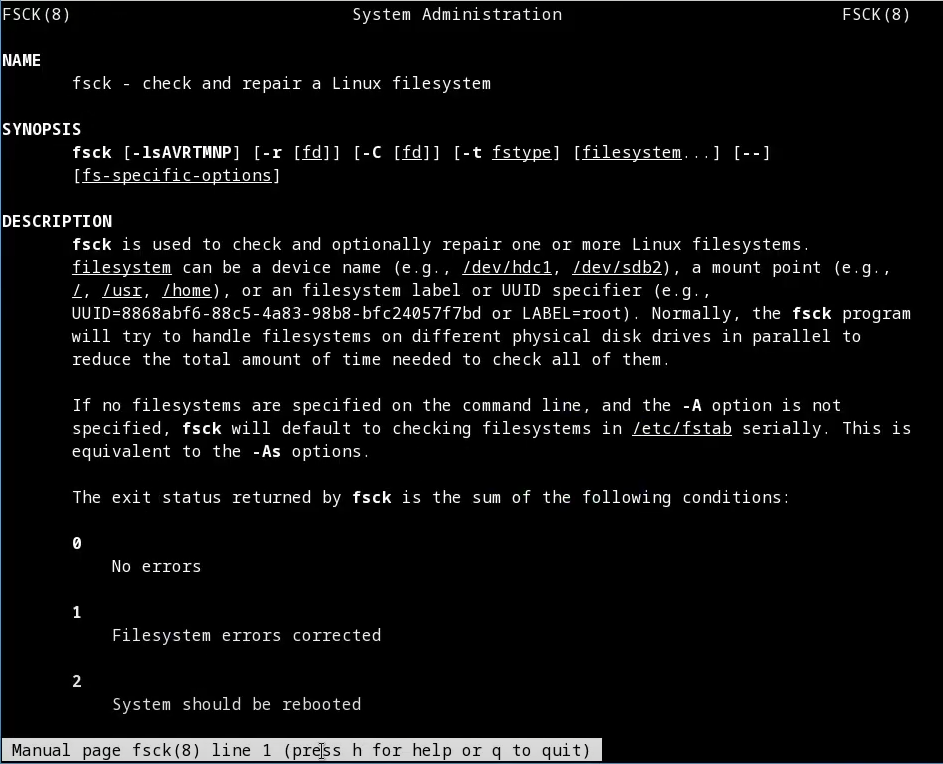 FSCK(8) System Administration FSCK(8)
NAME
fsck - check and repair a Linux filesystem
SYNOPSIS
fsck [-lsAVRTMNP] [-r [fd]] [-C [fd]] [-t fstype] [filesystem...] [--]
[fs-specific-options]
DESCRIPTION
fsck is used to check and optionally repair one or more Linux filesystems.
filesystem can be a device name (e.g., /dev/hdc1, /dev/sdb2), a mount point (e.g.,
/, /usr, /home), or an filesystem label or UUID specifier (e.g.,
UUID=8868abf6-88c5-4a83-98b8-bfc24057f7bd or LABEL=root). Normally, the fsck program
will try to handle filesystems on different physical disk drives in parallel to
reduce the total amount of time needed to check all of them.
If no filesystems are specified on the command line, and the -A option is not
specified, fsck will default to checking filesystems in /etc/fstab serially. This is
equivalent to the -As options.
The exit status returned by fsck is the sum of the following conditions:
0
No errors
1
Filesystem errors corrected
2
System should be rebooted
Manual page fsck(8) line 1 (press h for help or q to quit)